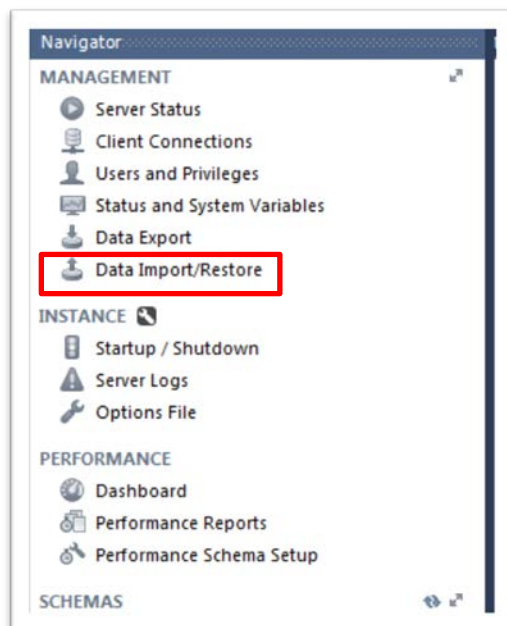 Navigator
MANAGEMENT
Server Status
Client Connections
Users and Privileges
Status and System Variables
Data Export
Data Import/Restore
INSTANCE
Startup / Shutdown
Server Logs
Options File
PERFORMANCE
Dashboard
Performance Reports
Performance Schema Setup
SCHEMAS